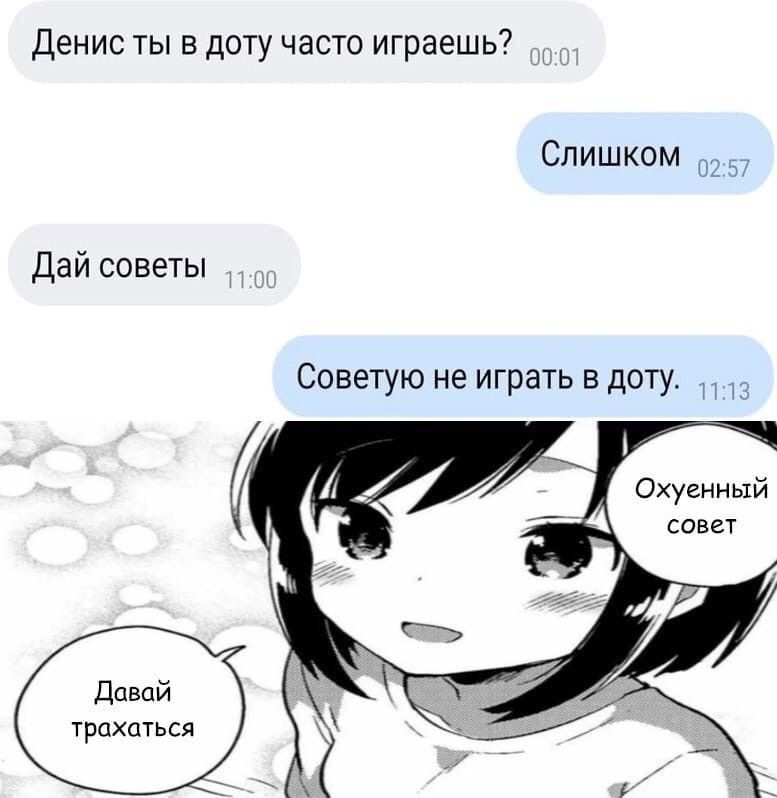 Денис ты в доту часто играешь? 00:01
Слишком 02:57
Дай советы 11:00
Советую не играть в доту. 11:13
Охуенный
совет
Давай
трахаться